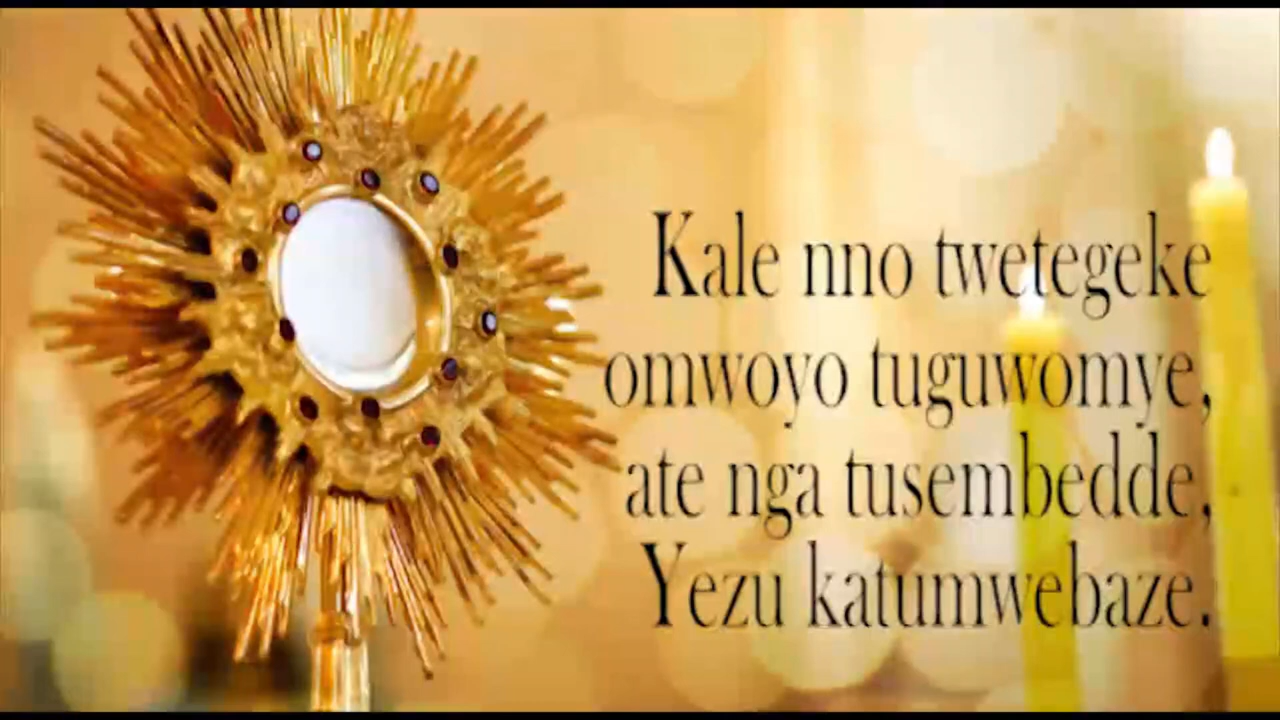 Kale nno twetegeke
omwoyo tuguwomye,
ate nga tusembedde,
Yezu katumwebaze.